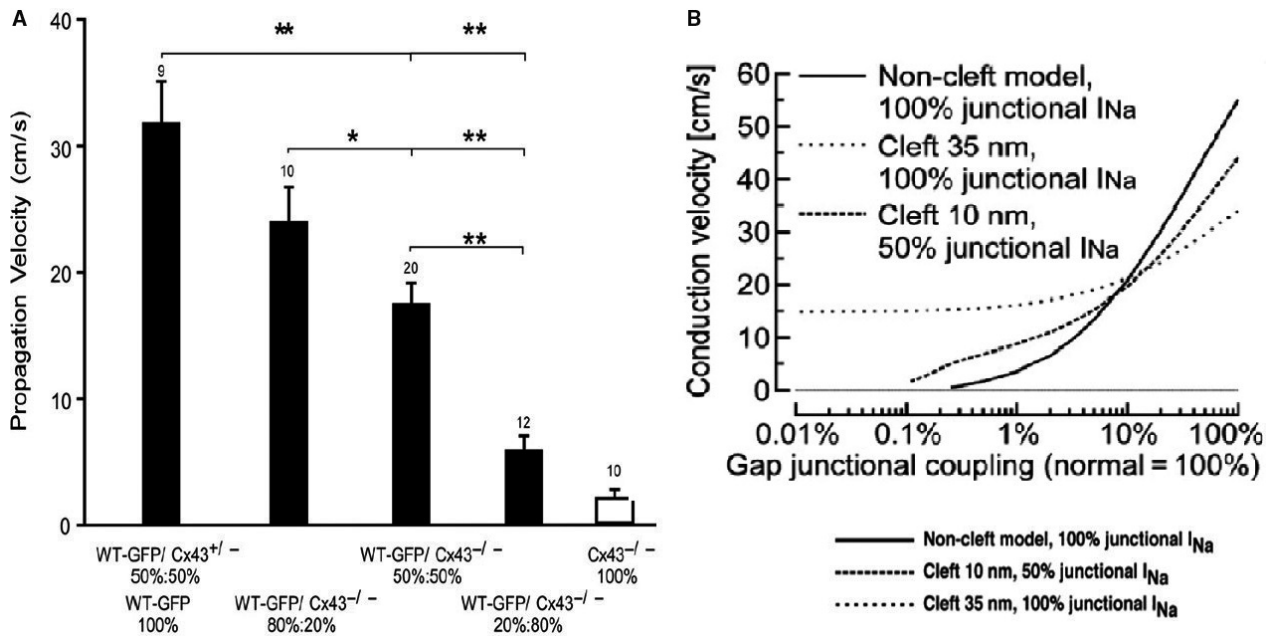 A
Propagation Velocity (cm/s)
40
30
20
10
0
**
**
*
**
**
9
10
20
12
10
WT-GFP/ Cx43+/ −
50%:50%
WT-GFP
100%
WT-GFP/ Cx43−/ −
80%:20%
WT-GFP/ Cx43−/ −
50%:50%
WT-GFP/ Cx43−/ −
20%:80%
Cx43−/ −
100%
B
Conduction velocity [cm/s]
60
50
40
30
20
10
0
Non-cleft model,
100% junctional INa
Cleft 35 nm,
100% junctional INa
Cleft 10 nm,
50% junctional INa
0.01% 0.1% 1% 10% 100%
Gap junctional coupling (normal = 100%)
Non-cleft model, 100% junctional INa
Cleft 10 nm, 50% junctional INa
Cleft 35 nm, 100% junctional INa